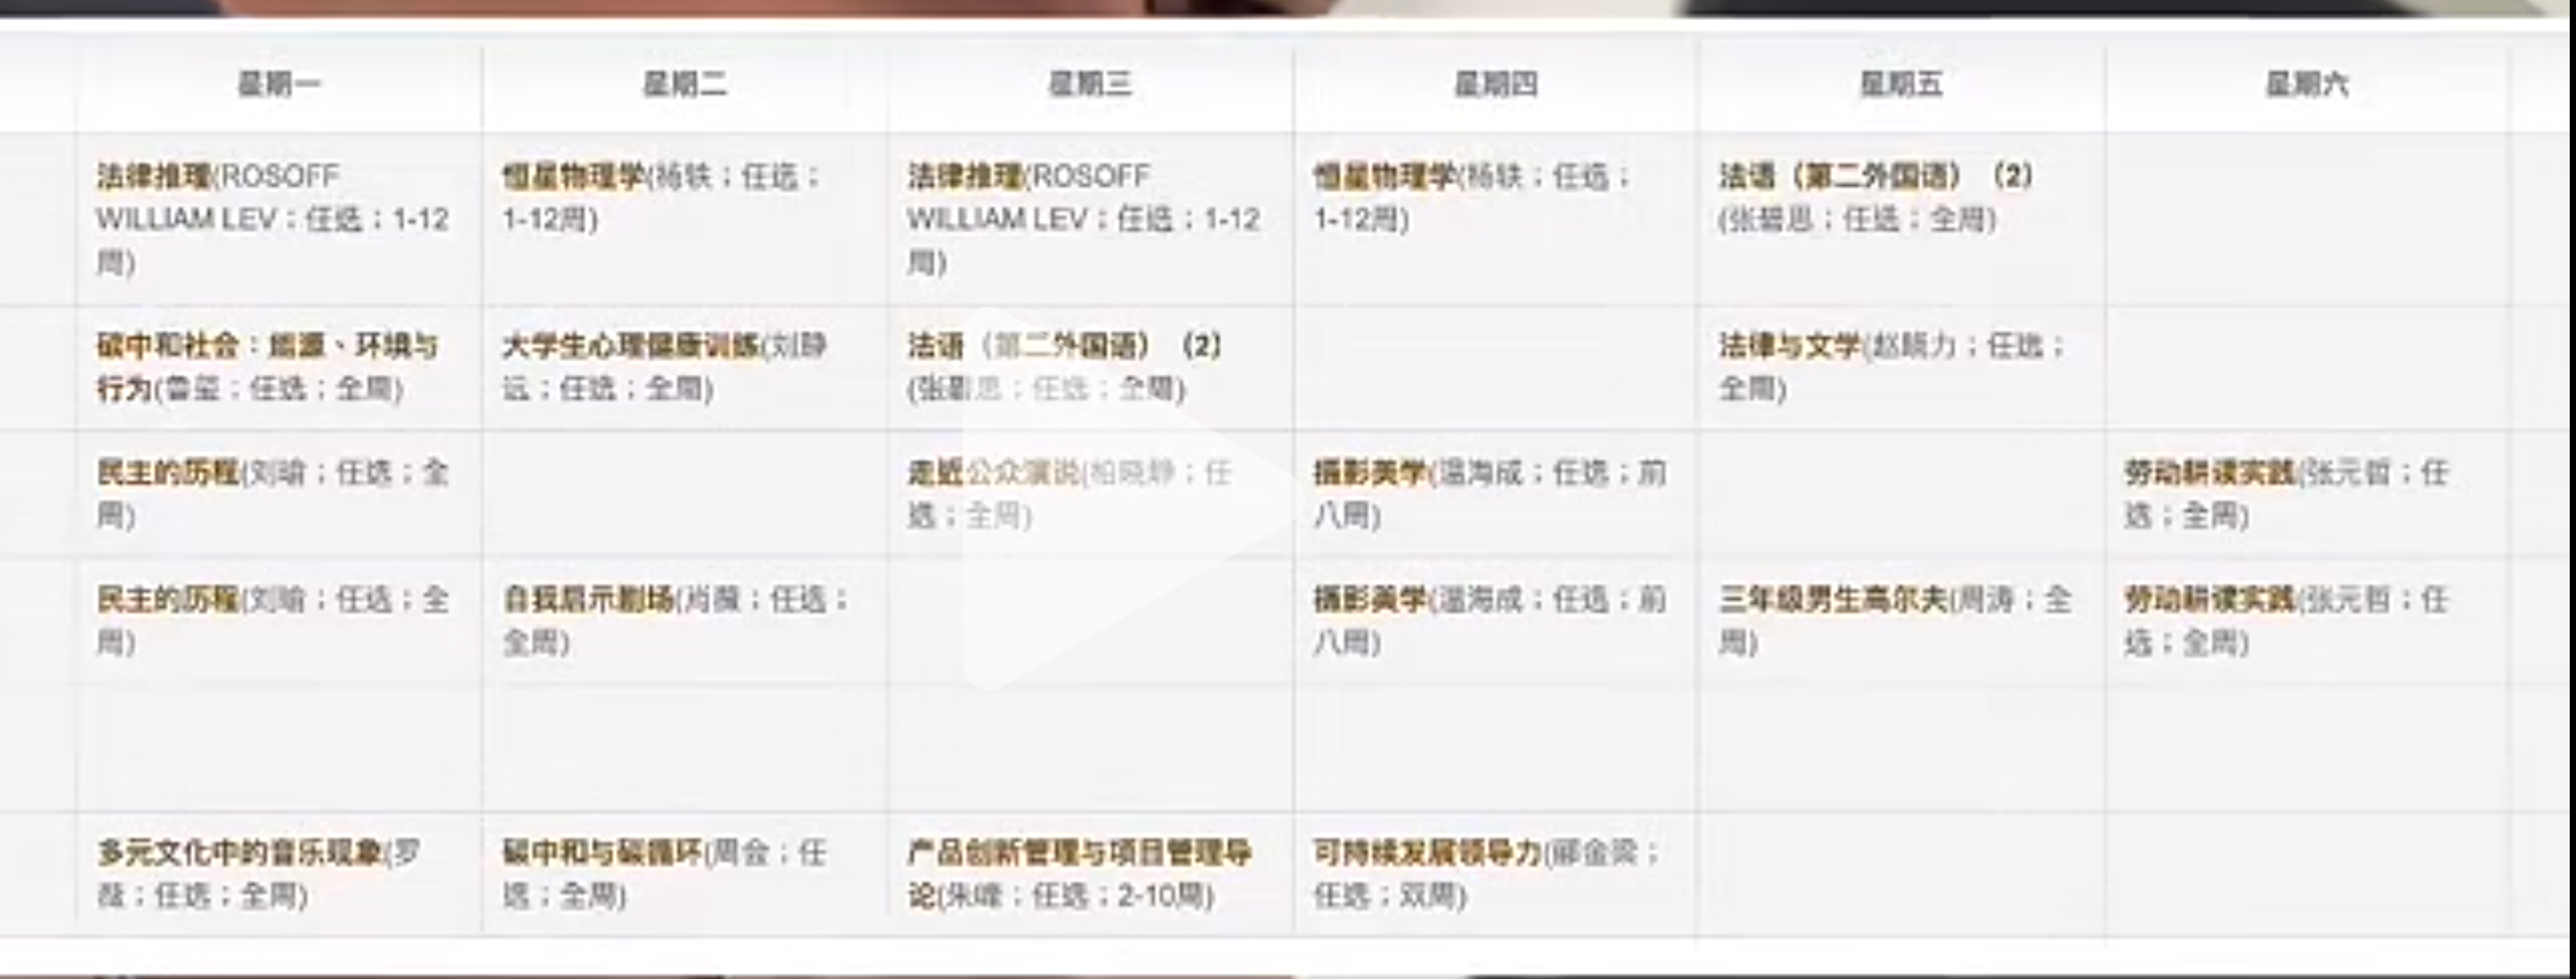 星期一
星期二
星期三
星期四
星期五
星期六
法律推理(ROSOFF
WILLIAM LEV；任选；1-12
周)
恒星物理学(杨轶；任选；
1-12周)
法律推理(ROSOFF
WILLIAM LEV；任选；1-12
周)
恒星物理学(杨轶；任选；
1-12周)
法语（第二外国语）（2）
(张碧思；任选；全周)
碳中和社会：能源、环境与
行为(鲁玺；任选；全周)
大学生心理健康训练(刘静
远；任选；全周)
法语（第二外国语）（2）
(张碧思；任选；全周)
法律与文学(赵晓力；任选；
全周)
民主的历程(刘瑜；任选；全
周)
走近公众演说(柏晓静；任
选；全周)
摄影美学(温海成；任选；前
八周)
劳动耕读实践(张元哲；任
选；全周)
民主的历程(刘瑜；任选；全
周)
自我启示剧场(肖薇；任选；
全周)
摄影美学(温海成；任选；前
八周)
三年级男生高尔夫(周涛；全
周)
劳动耕读实践(张元哲；任
选；全周)
多元文化中的音乐现象(罗
薇；任选；全周)
碳中和与碳循环(周会；任
选；全周)
产品创新管理与项目管理导
论(朱峰；任选；2-10周)
可持续发展领导力(郦金梁；
任选；双周)